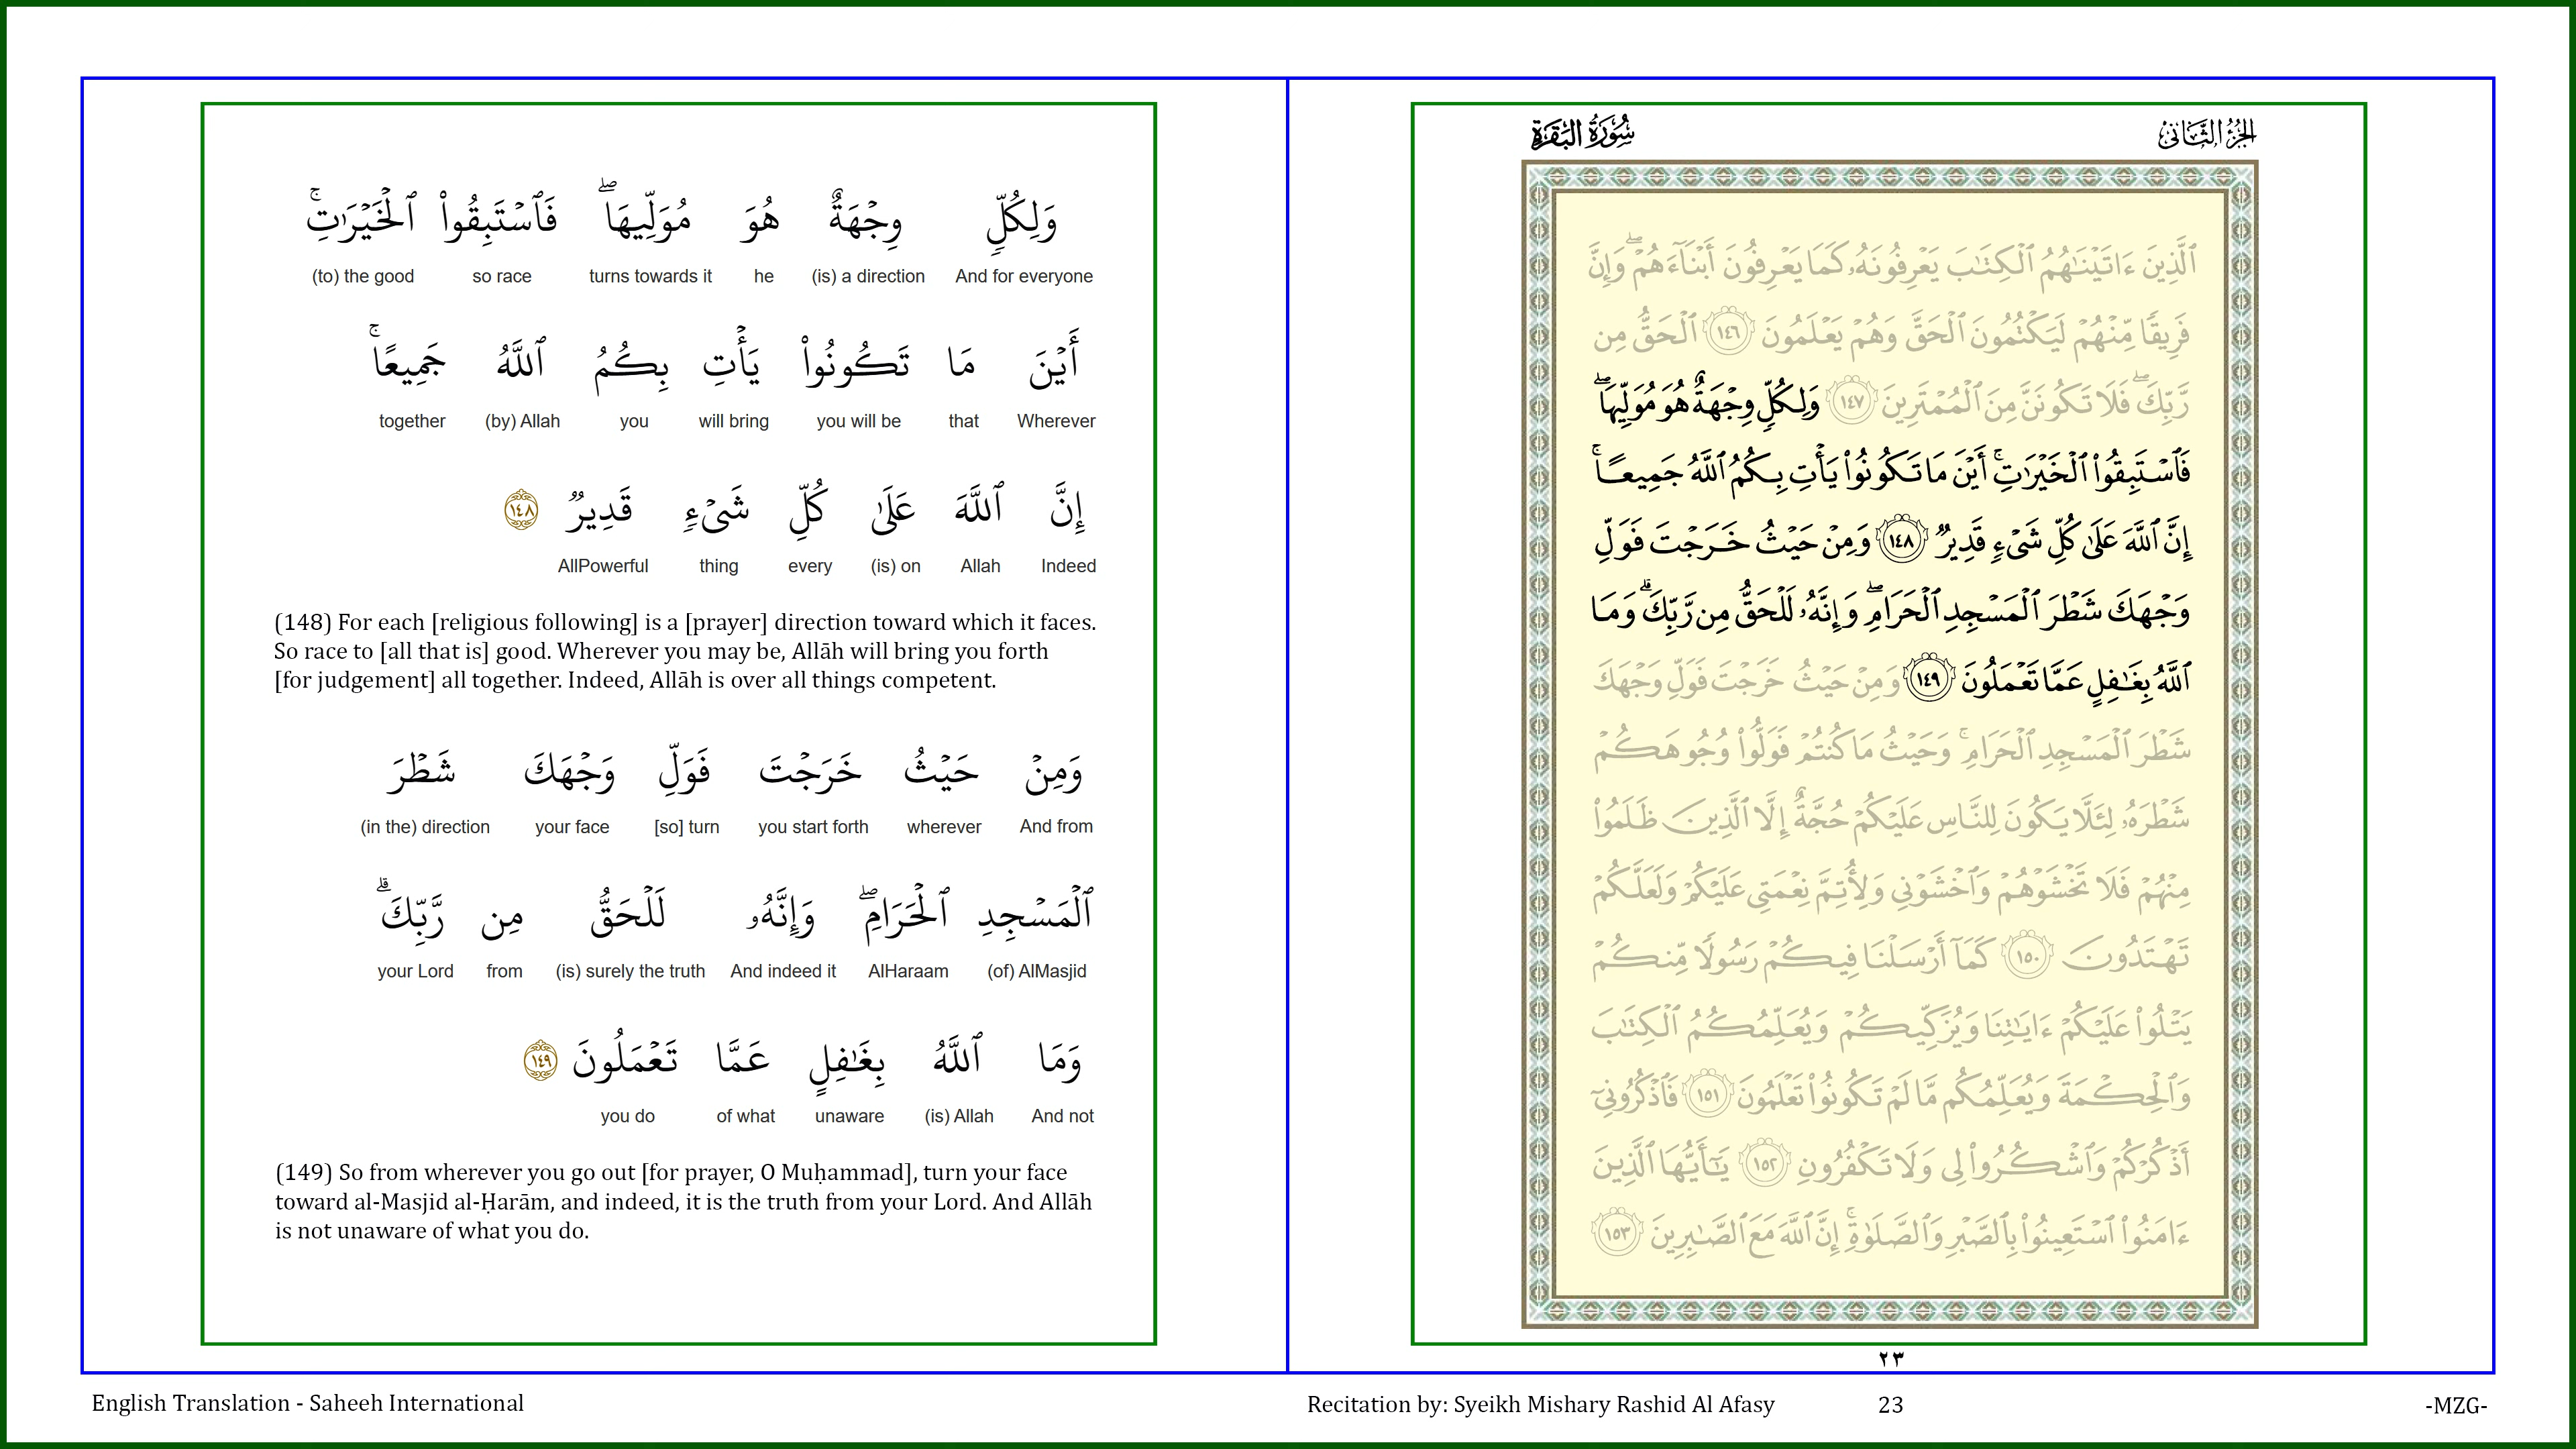 وَلِكُلٍّ وِجْهَةٌ هُوَ مُوَلِّيهَا ۖ فَٱسْتَبِقُوا۟ ٱلْخَيْرَٰتِ ۚ
And for everyone (is) a direction he turns towards it so race (to) the good
أَيْنَ مَا تَكُونُوا۟ يَأْتِ بِكُمُ ٱللَّهُ جَمِيعًا ۚ
Wherever that you will be will bring you (by) Allah together
إِنَّ ٱللَّهَ عَلَىٰ كُلِّ شَىْءٍ قَدِيرٌ ١٤٨
Indeed Allah (is) on every thing AllPowerful
(148) For each [religious following] is a [prayer] direction toward which it faces.
So race to [all that is] good. Wherever you may be, Allāh will bring you forth
[for judgement] all together. Indeed, Allāh is over all things competent.
وَمِنْ حَيْثُ خَرَجْتَ فَوَلِّ وَجْهَكَ شَطْرَ
And from wherever you start forth [so] turn your face (in the) direction
ٱلْمَسْجِدِ ٱلْحَرَامِ ۖ وَإِنَّهُۥ لَلْحَقُّ مِن رَّبِّكَ ۗ
(of) AlMasjid AlHaraam And indeed it (is) surely the truth from your Lord
وَمَا ٱللَّهُ بِغَٰفِلٍ عَمَّا تَعْمَلُونَ ١٤٩
And not (is) Allah unaware of what you do
(149) So from wherever you go out [for prayer, O Muḥammad], turn your face
toward al-Masjid al-Ḥarām, and indeed, it is the truth from your Lord. And Allāh
is not unaware of what you do.
الجُزْءُ الثَّانِى
سُورَةُ البَقَرَةِ
ٱلَّذِينَ ءَاتَيْنَٰهُمُ ٱلْكِتَٰبَ يَعْرِفُونَهُۥ كَمَا يَعْرِفُونَ أَبْنَآءَهُمْ ۖ وَإِنَّ
فَرِيقًا مِّنْهُمْ لَيَكْتُمُونَ ٱلْحَقَّ وَهُمْ يَعْلَمُونَ ١٤٦ ٱلْحَقُّ مِن
رَّبِّكَ ۖ فَلَا تَكُونَنَّ مِنَ ٱلْمُمْتَرِينَ ١٤٧ وَلِكُلٍّ وِجْهَةٌ هُوَ مُوَلِّيهَا ۖ
فَٱسْتَبِقُوا۟ ٱلْخَيْرَٰتِ ۚ أَيْنَ مَا تَكُونُوا۟ يَأْتِ بِكُمُ ٱللَّهُ جَمِيعًا ۚ
إِنَّ ٱللَّهَ عَلَىٰ كُلِّ شَىْءٍ قَدِيرٌ ١٤٨ وَمِنْ حَيْثُ خَرَجْتَ فَوَلِّ
وَجْهَكَ شَطْرَ ٱلْمَسْجِدِ ٱلْحَرَامِ ۖ وَإِنَّهُۥ لَلْحَقُّ مِن رَّبِّكَ ۗ وَمَا
ٱللَّهُ بِغَٰفِلٍ عَمَّا تَعْمَلُونَ ١٤٩ وَمِنْ حَيْثُ خَرَجْتَ فَوَلِّ وَجْهَكَ
شَطْرَ ٱلْمَسْجِدِ ٱلْحَرَامِ ۚ وَحَيْثُ مَا كُنتُمْ فَوَلُّوا۟ وُجُوهَكُمْ
شَطْرَهُۥ لِئَلَّا يَكُونَ لِلنَّاسِ عَلَيْكُمْ حُجَّةٌ إِلَّا ٱلَّذِينَ ظَلَمُوا۟
مِنْهُمْ فَلَا تَخْشَوْهُمْ وَٱخْشَوْنِى وَلِأُتِمَّ نِعْمَتِى عَلَيْكُمْ وَلَعَلَّكُمْ
تَهْتَدُونَ ١٥٠ كَمَآ أَرْسَلْنَا فِيكُمْ رَسُولًا مِّنكُمْ
يَتْلُوا۟ عَلَيْكُمْ ءَايَٰتِنَا وَيُزَكِّيكُمْ وَيُعَلِّمُكُمُ ٱلْكِتَٰبَ
وَٱلْحِكْمَةَ وَيُعَلِّمُكُم مَّا لَمْ تَكُونُوا۟ تَعْلَمُونَ ١٥١ فَٱذْكُرُونِىٓ
أَذْكُرْكُمْ وَٱشْكُرُوا۟ لِى وَلَا تَكْفُرُونِ ١٥٢ يَٰٓأَيُّهَا ٱلَّذِينَ
ءَامَنُوا۟ ٱسْتَعِينُوا۟ بِٱلصَّبْرِ وَٱلصَّلَوٰةِ ۚ إِنَّ ٱللَّهَ مَعَ ٱلصَّٰبِرِينَ ١٥٣
٢٣
English Translation - Saheeh International
Recitation by: Syeikh Mishary Rashid Al Afasy
23
-MZG-